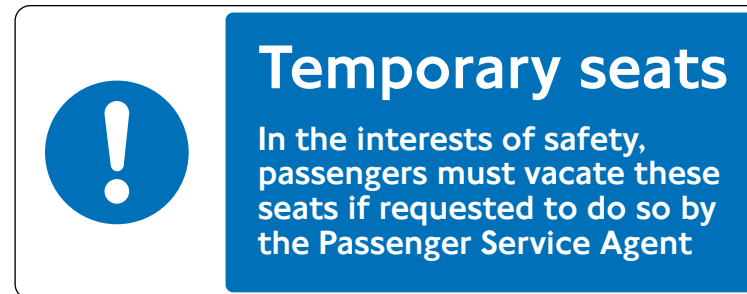 Temporary seats
In the interests of safety,
passengers must vacate these
seats if requested to do so by
the Passenger Service Agent